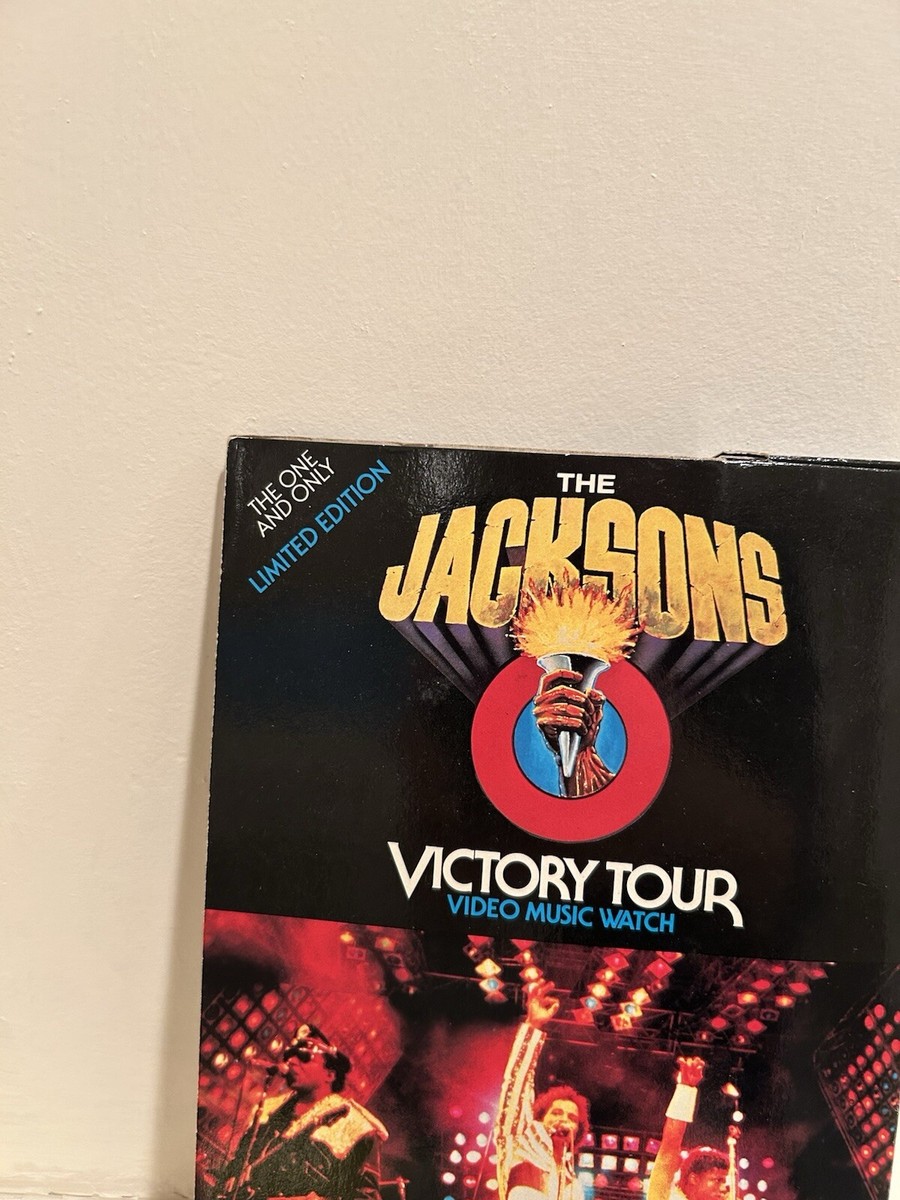 THE ONE
AND ONLY
LIMITED EDITION
THE
JACKSONS
VICTORY TOUR
VIDEO MUSIC WATCH